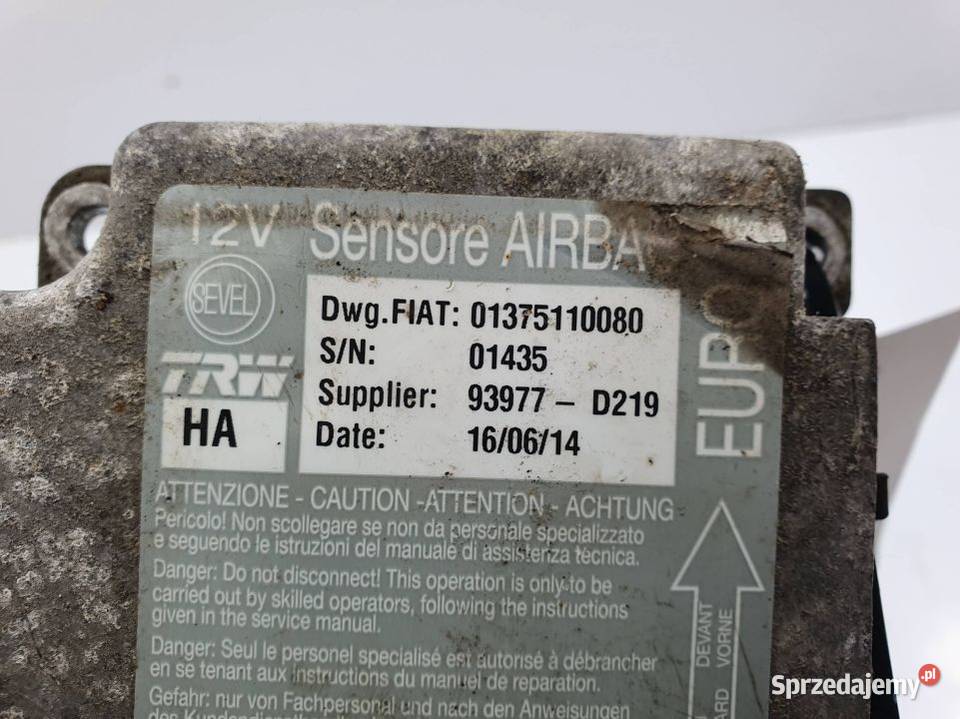 12V Sensore AIRBA
SEVEL
TRW
HA
Dwg.FIAT: 01375110080
S/N: 01435
Supplier: 93977 - D219
Date: 16/06/14
EURO
ATTENZIONE - CAUTION -ATTENTION - ACHTUNG
Pericolo! Non scollegare se non da personale specializzato
e seguendo le istruzioni del manuale di assistenza tecnica.
Danger: Do not disconnect! This operation is only to be
carried out by skilled operators, following the instructions
given in the service manual.
Danger: Seul le personel specialisé est autorisé à débrancher
en se tenant aux instructions du manuel de reparation.
Gefahr: nur von Fachpersonal und nach den Anweisungen
des
DEVANT
VORNE
Sprzedajemy.pl